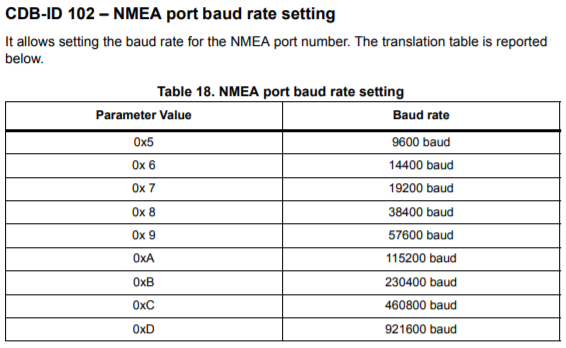 CDB-ID 102 – NMEA port baud rate setting
It allows setting the baud rate for the NMEA port number. The translation table is reported
below.
Table 18. NMEA port baud rate setting
Parameter Value Baud rate
0x5 9600 baud
0x 6 14400 baud
0x 7 19200 baud
0x 8 38400 baud
0x 9 57600 baud
0xA 115200 baud
0xB 230400 baud
0xC 460800 baud
0xD 921600 baud